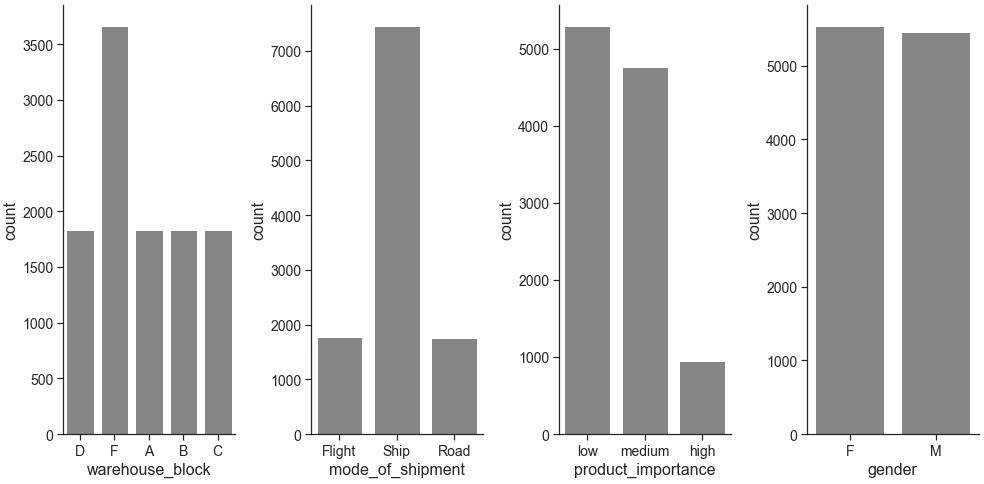 count
3500
3000
2500
2000
1500
1000
500
0
D F A B C
warehouse_block
count
7000
6000
5000
4000
3000
2000
1000
0
Flight Ship Road
mode_of_shipment
count
5000
4000
3000
2000
1000
0
low medium high
product_importance
count
5000
4000
3000
2000
1000
0
F M
gender